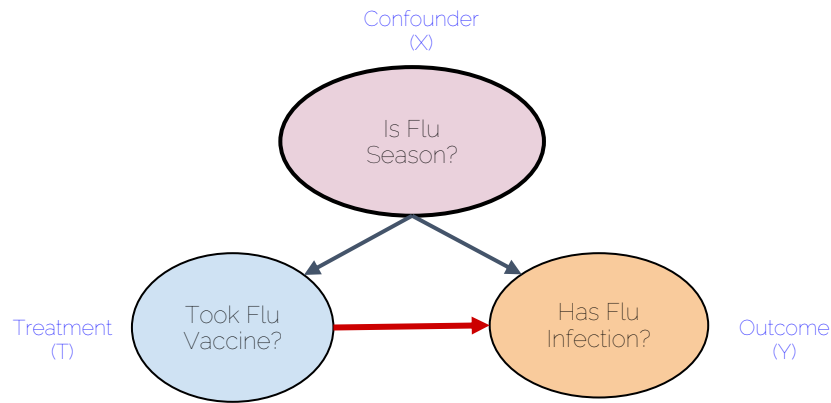 Confounder
(X)
Is Flu
Season?
Took Flu
Vaccine?
Has Flu
Infection?
Treatment
(T)
Outcome
(Y)